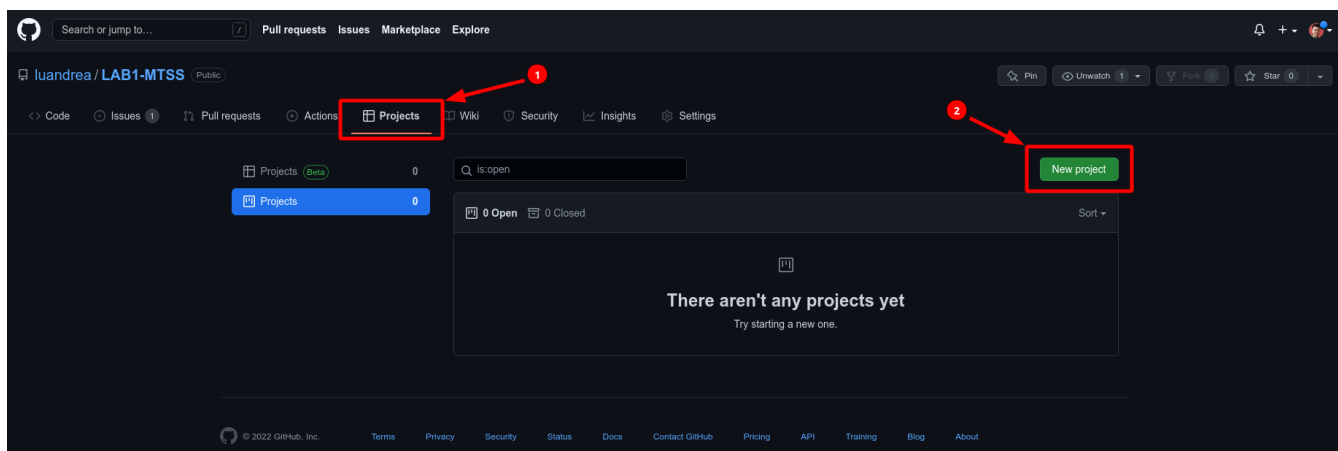 Search or jump to... / Pull requests Issues Marketplace Explore
luandrea / LAB1-MTSS Public Pin Unwatch 1 Fork 0 Star 0
1
Code Issues 1 Pull requests Actions Projects Wiki Security Insights Settings
2
Projects Beta 0 is:open New project
Projects 0
0 Open 0 Closed Sort
There aren't any projects yet
Try starting a new one.
© 2022 GitHub, Inc. Terms Privacy Security Status Docs Contact GitHub Pricing API Training Blog About